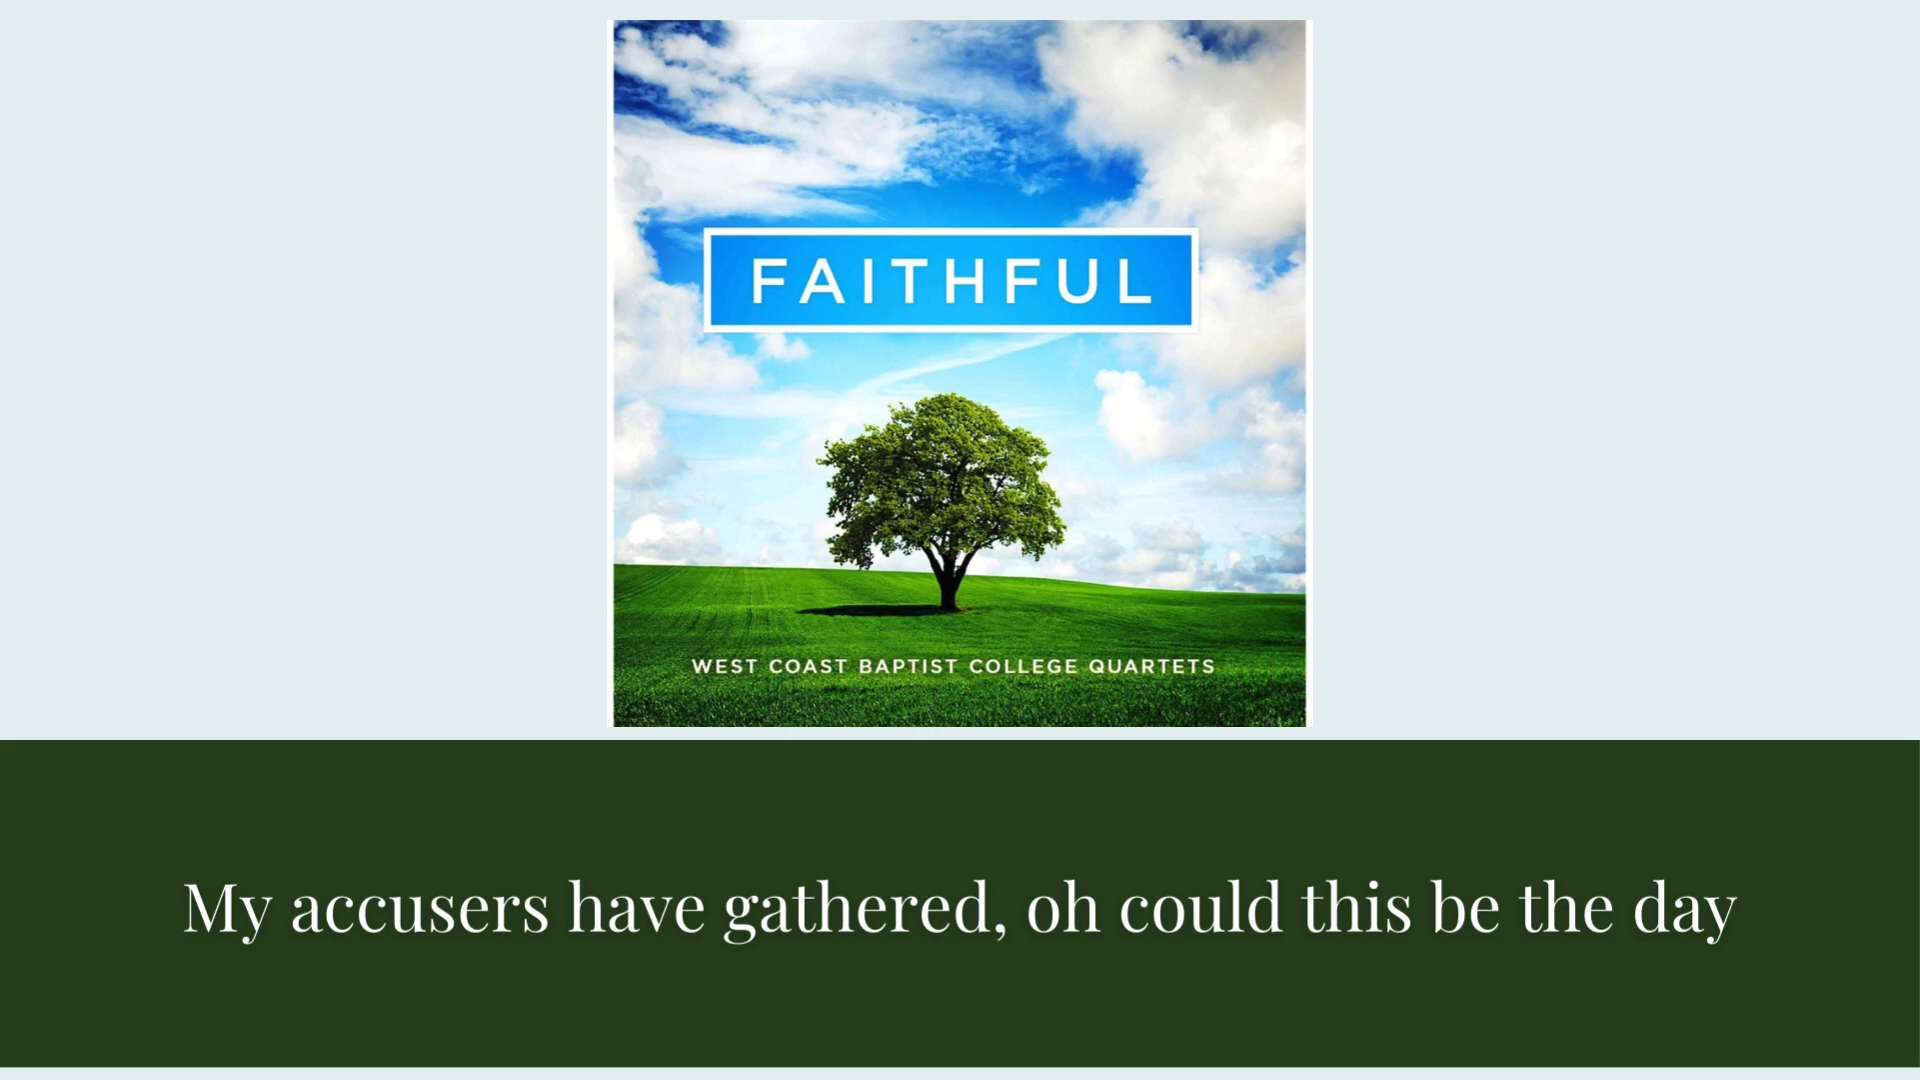 FAITHFUL
WEST COAST BAPTIST COLLEGE QUARTETS
My accusers have gathered, oh could this be the day